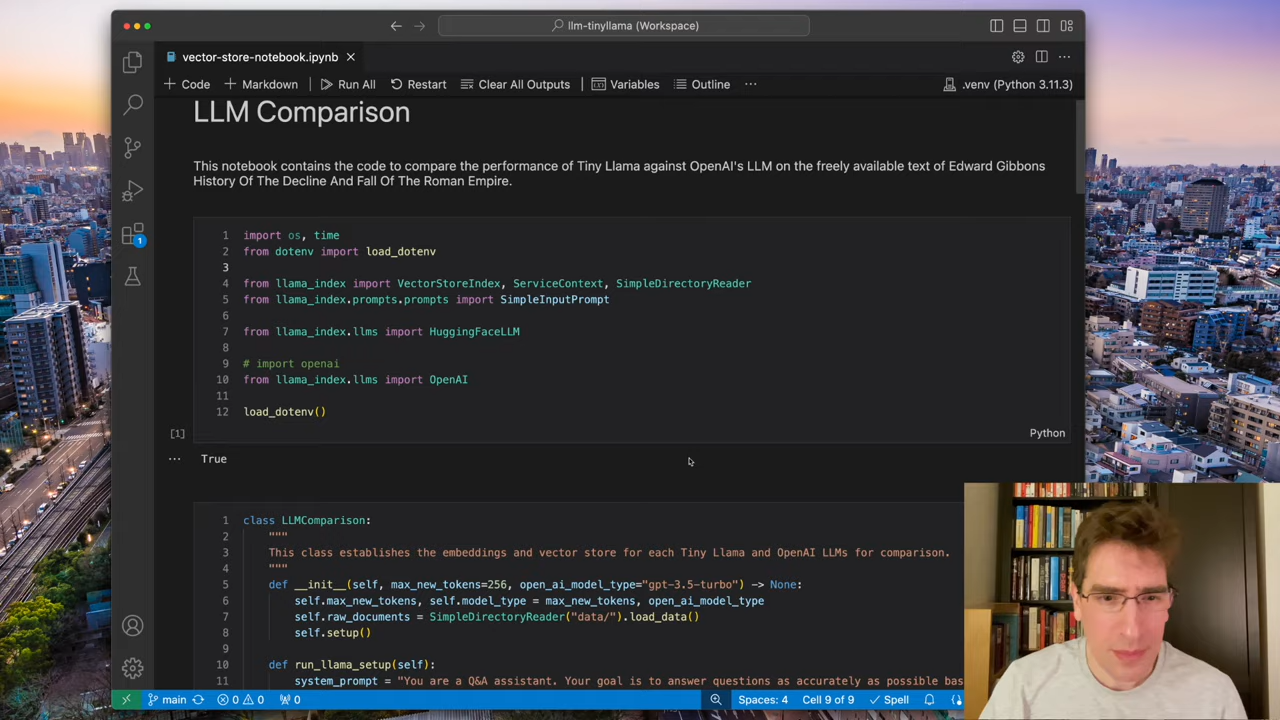 llm-tinyllama (Workspace)
vector-store-notebook.ipynb
Code
Markdown
Run All
Restart
Clear All Outputs
Variables
Outline
.venv (Python 3.11.3)
LLM Comparison
This notebook contains the code to compare the performance of Tiny Llama against OpenAI's LLM on the freely available text of Edward Gibbons
History Of The Decline And Fall Of The Roman Empire.
1 import os, time
2 from dotenv import load_dotenv
3
4 from llama_index import VectorStoreIndex, ServiceContext, SimpleDirectoryReader
5 from llama_index.prompts.prompts import SimpleInputPrompt
6
7 from llama_index.llms import HuggingFaceLLM
8
9 # import openai
10 from llama_index.llms import OpenAI
11
12 load_dotenv()
[1]
Python
True
1 class LLMComparison:
2 """
3 This class establishes the embeddings and vector store for each Tiny Llama and OpenAI LLMs for comparison.
4 """
5 def __init__(self, max_new_tokens=256, open_ai_model_type="gpt-3.5-turbo") -> None:
6 self.max_new_tokens, self.model_type = max_new_tokens, open_ai_model_type
7 self.raw_documents = SimpleDirectoryReader("data/").load_data()
8 self.setup()
9
10 def run_llama_setup(self):
11 system_prompt = "You are a Q&A assistant. Your goal is to answer questions as accurately as possible bas
1
main
0 0
0
Spaces: 4
Cell 9 of 9
Spell